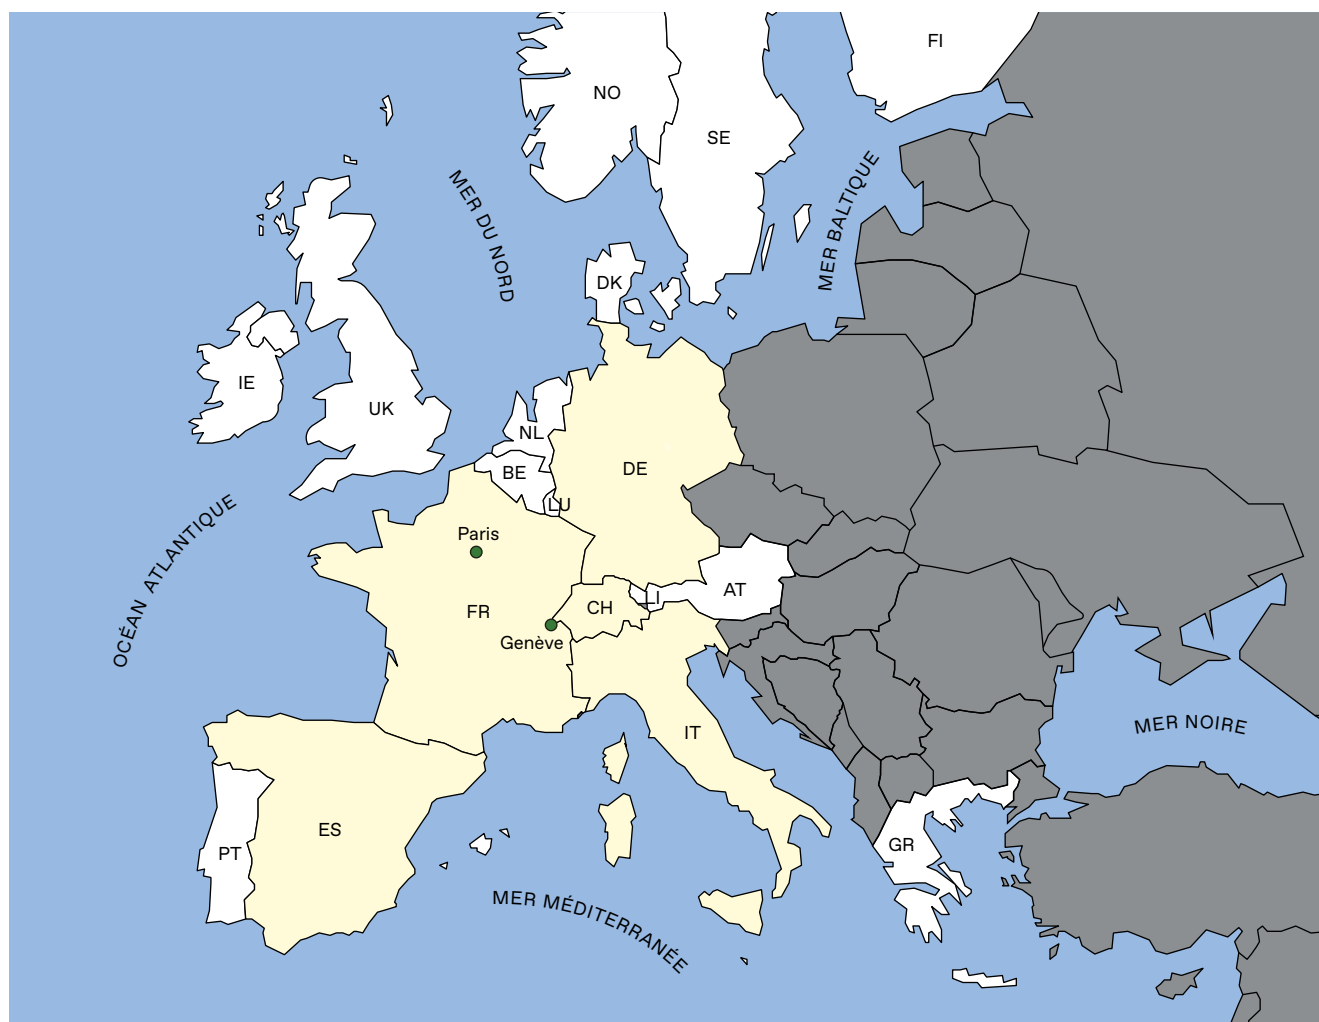 FI
NO
SE
MER DU NORD
MER BALTIQUE
DK
IE
UK
NL
BE
DE
LU
OCÉAN ATLANTIQUE
Paris
AT
LI
CH
FR
Genève
MER NOIRE
IT
ES
GR
PT
MER MÉDITERRANÉE